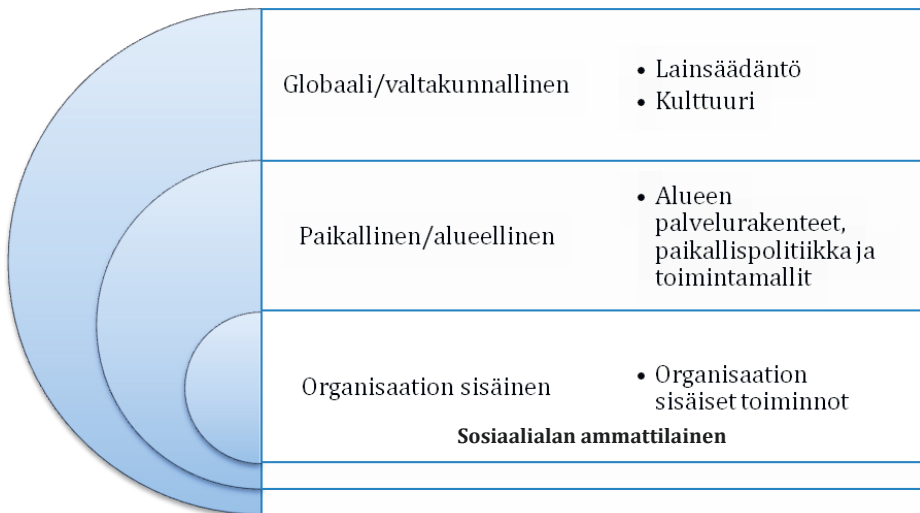 Globaali/valtakunnallinen
• Lainsäädäntö
• Kulttuuri
Paikallinen/alueellinen
• Alueen
palvelurakenteet,
paikallispolitiikka ja
toimintamallit
Organisaation sisäinen
• Organisaation
sisäiset toiminnot
Sosiaalialan ammattilainen